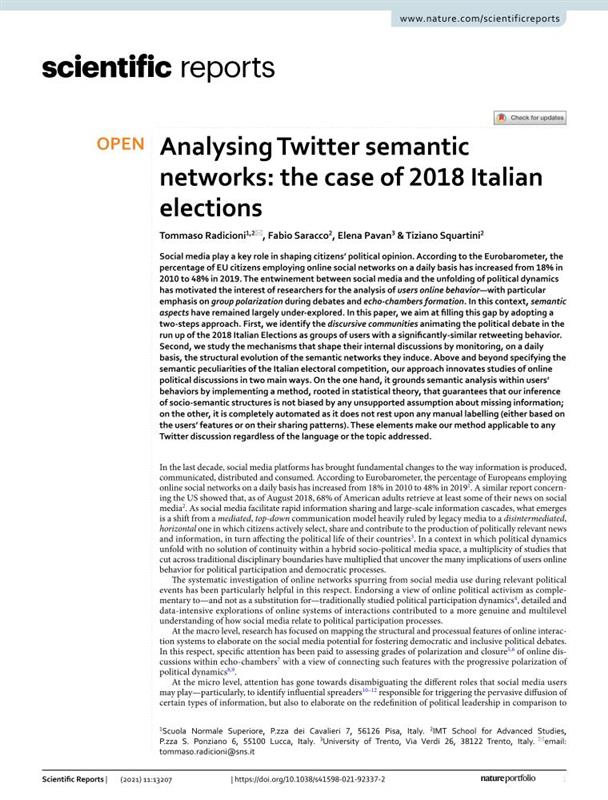 www.nature.com/scientificreports
scientific reports
Check for updates
OPEN
Analysing Twitter semantic
networks: the case of 2018 Italian
elections
Tommaso Radicioni1,2✉, Fabio Saracco2, Elena Pavan3 & Tiziano Squartini2
Social media play a key role in shaping citizens' political opinion. According to the Eurobarometer, the
percentage of EU citizens employing online social networks on a daily basis has increased from 18% in
2010 to 48% in 2019. The entwinement between social media and the unfolding of political dynamics
has motivated the interest of researchers for the analysis of users online behavior—with particular
emphasis on group polarization during debates and echo-chambers formation. In this context, semantic
aspects have remained largely under-explored. In this paper, we aim at filling this gap by adopting a
two-steps approach. First, we identify the discursive communities animating the political debate in the
run up of the 2018 Italian Elections as groups of users with a significantly-similar retweeting behavior.
Second, we study the mechanisms that shape their internal discussions by monitoring, on a daily
basis, the structural evolution of the semantic networks they induce. Above and beyond specifying the
semantic peculiarities of the Italian electoral competition, our approach innovates studies of online
political discussions in two main ways. On the one hand, it grounds semantic analysis within users'
behaviors by implementing a method, rooted in statistical theory, that guarantees that our inference
of socio-semantic structures is not biased by any unsupported assumption about missing information;
on the other, it is completely automated as it does not rest upon any manual labelling (either based on
the users' features or on their sharing patterns). These elements make our method applicable to any
Twitter discussion regardless of the language or the topic addressed.
In the last decade, social media platforms has brought fundamental changes to the way information is produced,
communicated, distributed and consumed. According to Eurobarometer, the percentage of Europeans employing
online social networks on a daily basis has increased from 18% in 2010 to 48% in 20191. A similar report concern-
ing the US showed that, as of August 2018, 68% of American adults retrieve at least some of their news on social
media2. As social media facilitate rapid information sharing and large-scale information cascades, what emerges
is a shift from a mediated, top-down communication model heavily ruled by legacy media to a disintermediated,
horizontal one in which citizens actively select, share and contribute to the production of politically relevant news
and information, in turn affecting the political life of their countries3. In a context in which political dynamics
unfold with no solution of continuity within a hybrid socio-political media space, a multiplicity of studies that
cut across traditional disciplinary boundaries have multiplied that uncover the many implications of users online
behavior for political participation and democratic processes.
The systematic investigation of online networks spurring from social media use during relevant political
events has been particularly helpful in this respect. Endorsing a view of online political activism as comple-
mentary to—and not as a substitution for—traditionally studied political participation dynamics4, detailed and
data-intensive explorations of online systems of interactions contributed to a more genuine and multilevel
understanding of how social media relate to political participation processes.
At the macro level, research has focused on mapping the structural and processual features of online interac-
tion systems to elaborate on the social media potential for fostering democratic and inclusive political debates.
In this respect, specific attention has been paid to assessing grades of polarization and closure5,6 of online dis-
cussions within echo-chambers7 with a view of connecting such features with the progressive polarization of
political dynamics8,9.
At the micro level, attention has gone towards disambiguating the different roles that social media users
may play—particularly, to identify influential spreaders10–12 responsible for triggering the pervasive diffusion of
certain types of information, but also to elaborate on the redefinition of political leadership in comparison to
1Scuola Normale Superiore, P.zza dei Cavalieri 7, 56126 Pisa, Italy. 2IMT School for Advanced Studies,
P.zza S. Ponziano 6, 55100 Lucca, Italy. 3University of Trento, Via Verdi 26, 38122 Trento, Italy. ✉email:
tommaso.radicioni@sns.it
Scientific Reports | (2021) 11:13207 | https://doi.org/10.1038/s41598-021-92337-2 natureportfolio 1